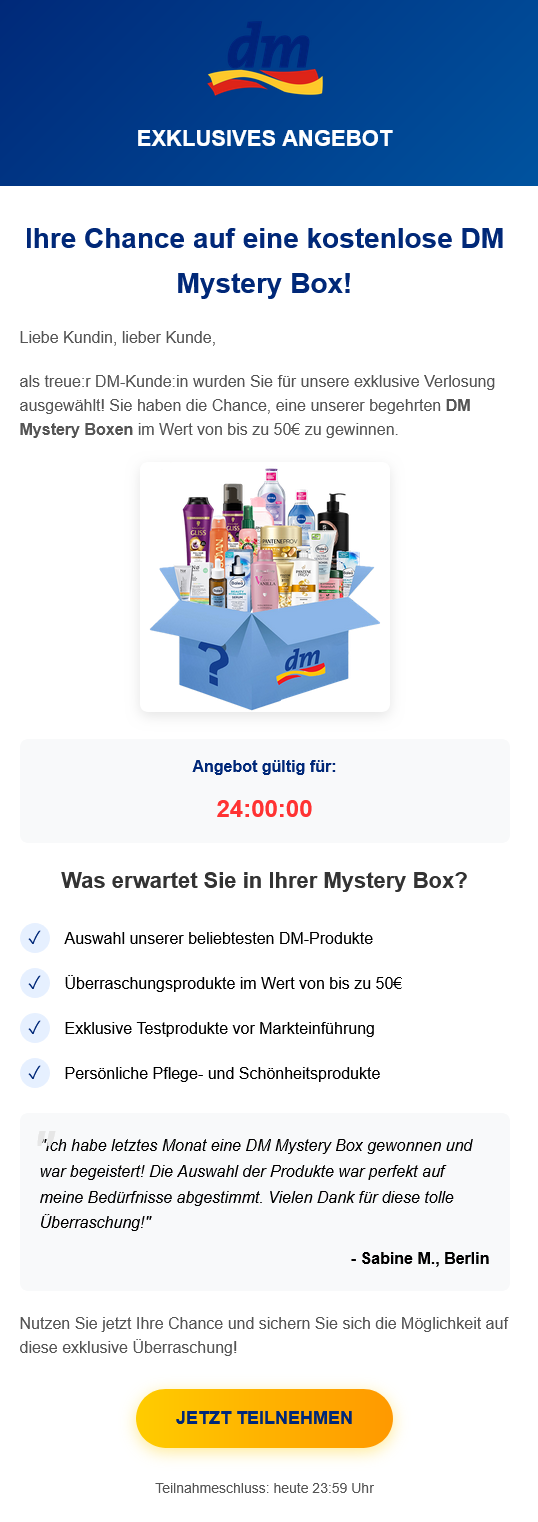 dm
EXKLUSIVES ANGEBOT
Ihre Chance auf eine kostenlose DM
Mystery Box!
Liebe Kundin, lieber Kunde,
als treue:r DM-Kunde:in wurden Sie für unsere exklusive Verlosung
ausgewählt! Sie haben die Chance, eine unserer begehrten DM
Mystery Boxen im Wert von bis zu 50€ zu gewinnen.
NIVEA
GLISS
PANTENE PRO-V
VANILLA
?
dm
Angebot gültig für:
24:00:00
Was erwartet Sie in Ihrer Mystery Box?
✓ Auswahl unserer beliebtesten DM-Produkte
✓ Überraschungsprodukte im Wert von bis zu 50€
✓ Exklusive Testprodukte vor Markteinführung
✓ Persönliche Pflege- und Schönheitsprodukte
"Ich habe letztes Monat eine DM Mystery Box gewonnen und
war begeistert! Die Auswahl der Produkte war perfekt auf
meine Bedürfnisse abgestimmt. Vielen Dank für diese tolle
Überraschung!"
- Sabine M., Berlin
Nutzen Sie jetzt Ihre Chance und sichern Sie sich die Möglichkeit auf
diese exklusive Überraschung!
JETZT TEILNEHMEN
Teilnahmeschluss: heute 23:59 Uhr